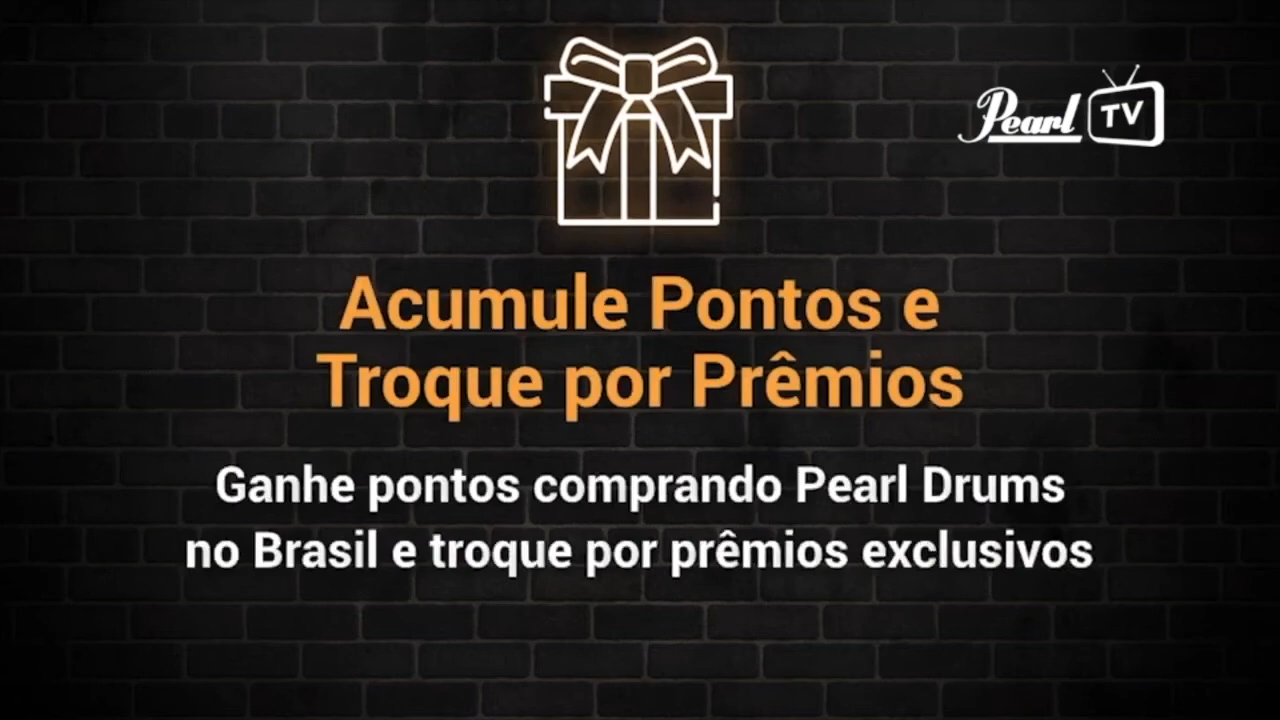 Pearl TV
Acumule Pontos e
Troque por Prêmios
Ganhe pontos comprando Pearl Drums
no Brasil e troque por prêmios exclusivos